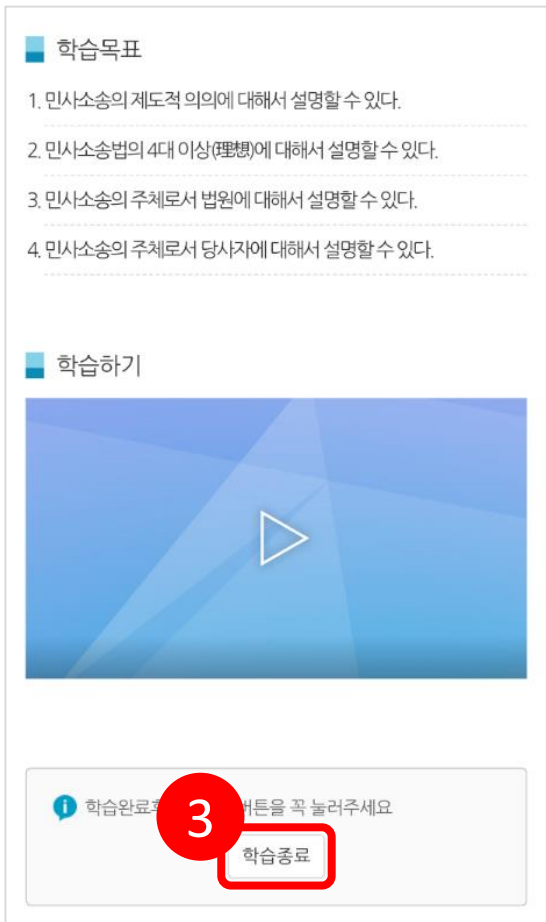 학습목표
1. 민사소송의 제도적 의의에 대해서 설명할 수 있다.
2. 민사소송법의 4대 이상(理想)에 대해서 설명할 수 있다.
3. 민사소송의 주체로서 법원에 대해서 설명할 수 있다.
4. 민사소송의 주체로서 당사자에 대해서 설명할 수 있다.
학습하기
학습완료 버튼을 꼭 눌러주세요
3
학습종료